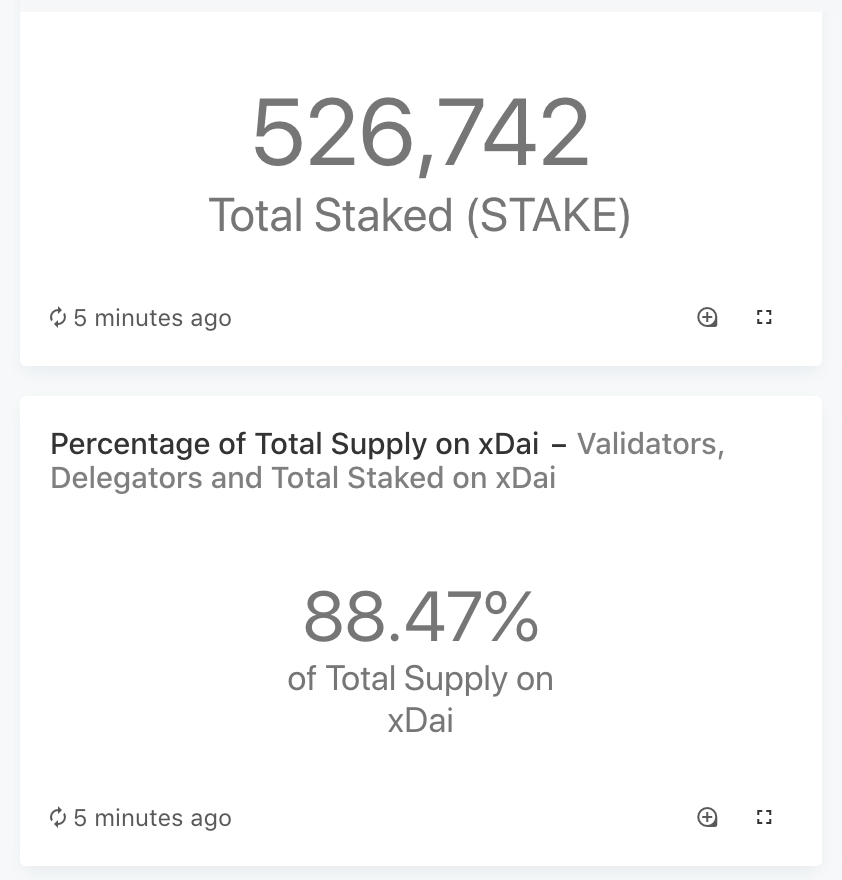 526,742
Total Staked (STAKE)
5 minutes ago
Percentage of Total Supply on xDai – Validators,
Delegators and Total Staked on xDai
88.47%
of Total Supply on
xDai
5 minutes ago